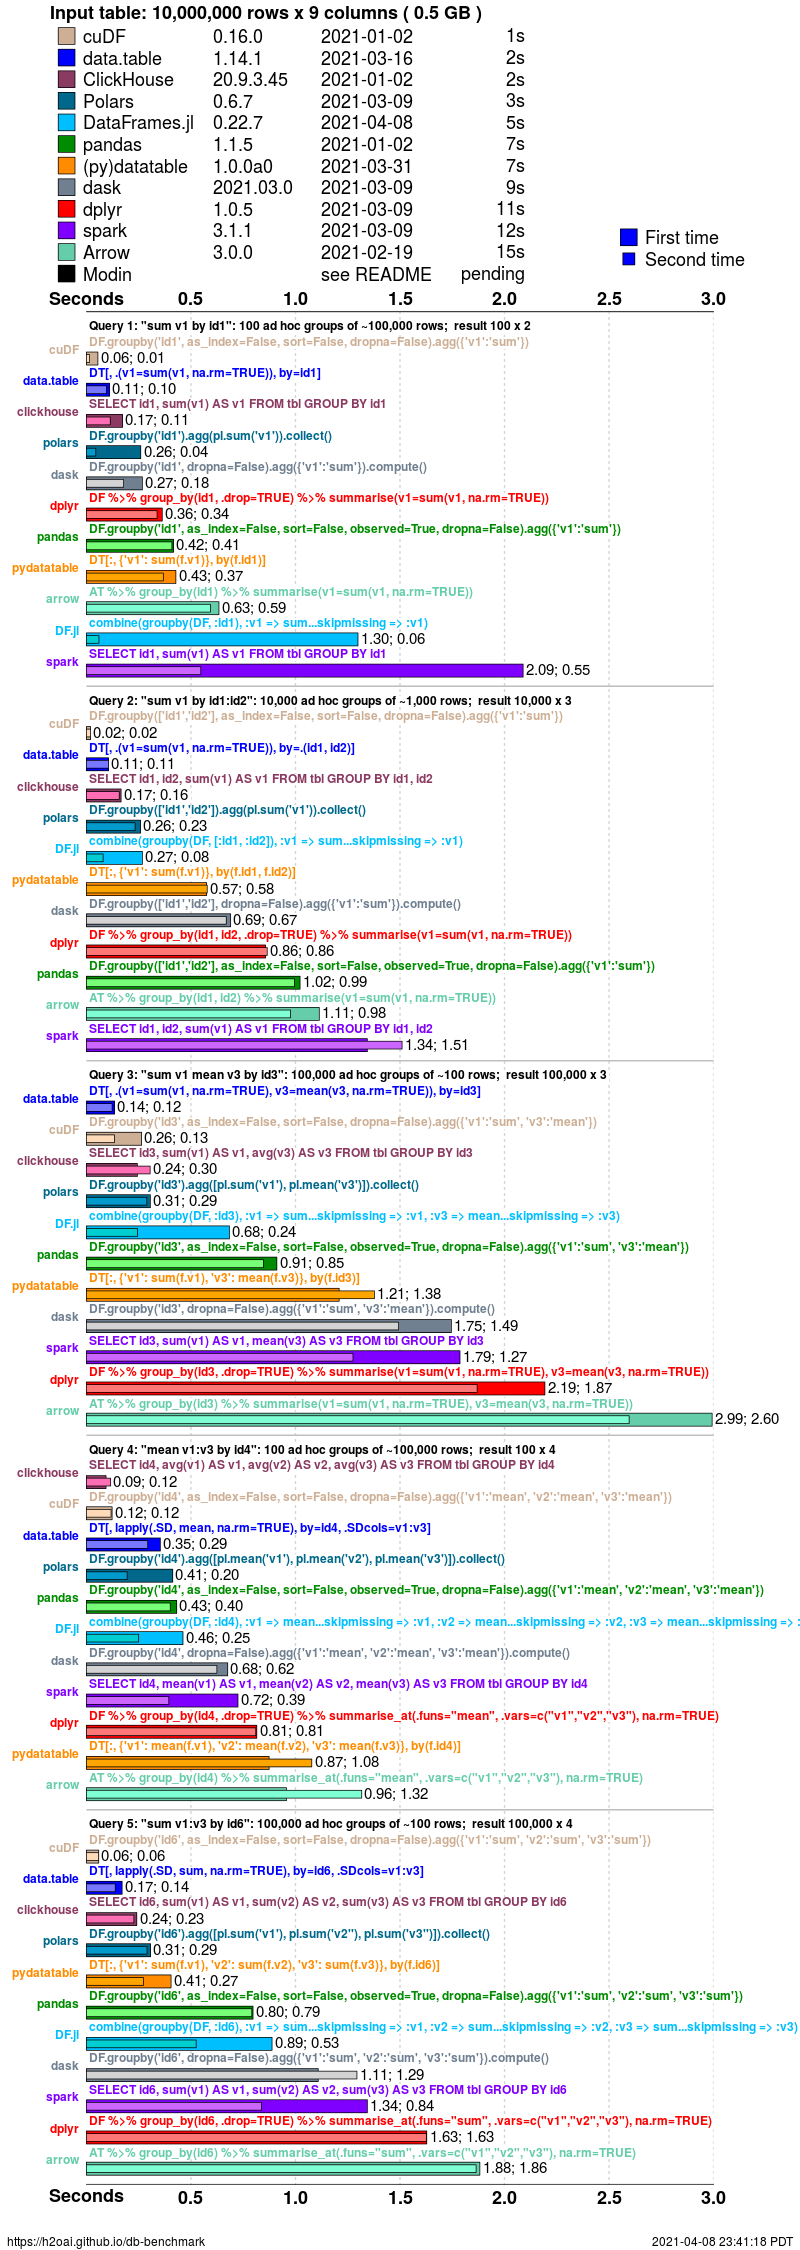 Input table: 10,000,000 rows x 9 columns ( 0.5 GB )
cuDF 0.16.0 2021-01-02 1s
data.table 1.14.1 2021-03-16 2s
ClickHouse 20.9.3.45 2021-01-02 2s
Polars 0.6.7 2021-03-09 3s
DataFrames.jl 0.22.7 2021-04-08 5s
pandas 1.1.5 2021-01-02 7s
(py)datatable 1.0.0a0 2021-03-31 7s
dask 2021.03.0 2021-03-09 9s
dplyr 1.0.5 2021-03-09 11s
spark 3.1.1 2021-03-09 12s
Arrow 3.0.0 2021-02-19 15s
Modin see README pending
First time
Second time
Seconds 0.5 1.0 1.5 2.0 2.5 3.0
Query 1: "sum v1 by id1": 100 ad hoc groups of ~100,000 rows; result 100 x 2
DF.groupby('id1', as_index=False, sort=False, dropna=False).agg({'v1':'sum'})
cuDF 0.06; 0.01
DT[, .(v1=sum(v1, na.rm=TRUE)), by=id1]
data.table 0.11; 0.10
SELECT id1, sum(v1) AS v1 FROM tbl GROUP BY id1
clickhouse 0.17; 0.11
DF.groupby('id1').agg(pl.sum('v1')).collect()
polars 0.26; 0.04
DF.groupby('id1', dropna=False).agg({'v1':'sum'}).compute()
dask 0.27; 0.18
DF %>% group_by(id1, .drop=TRUE) %>% summarise(v1=sum(v1, na.rm=TRUE))
dplyr 0.36; 0.34
DF.groupby('id1', as_index=False, sort=False, observed=True, dropna=False).agg({'v1':'sum'})
pandas 0.42; 0.41
DT[:, {'v1': sum(f.v1)}, by(f.id1)]
pydatatable 0.43; 0.37
AT %>% group_by(id1) %>% summarise(v1=sum(v1, na.rm=TRUE))
arrow 0.63; 0.59
combine(groupby(DF, :id1), :v1 => sum...skipmissing => :v1)
DF.jl 1.30; 0.06
SELECT id1, sum(v1) AS v1 FROM tbl GROUP BY id1
spark 2.09; 0.55
Query 2: "sum v1 by id1:id2": 10,000 ad hoc groups of ~1,000 rows; result 10,000 x 3
DF.groupby(['id1','id2'], as_index=False, sort=False, dropna=False).agg({'v1':'sum'})
cuDF 0.02; 0.02
DT[, .(v1=sum(v1, na.rm=TRUE)), by=.(id1, id2)]
data.table 0.11; 0.11
SELECT id1, id2, sum(v1) AS v1 FROM tbl GROUP BY id1, id2
clickhouse 0.17; 0.16
DF.groupby(['id1','id2']).agg(pl.sum('v1')).collect()
polars 0.26; 0.23
combine(groupby(DF, [:id1, :id2]), :v1 => sum...skipmissing => :v1)
DF.jl 0.27; 0.08
DT[:, {'v1': sum(f.v1)}, by(f.id1, f.id2)]
pydatatable 0.57; 0.58
DF.groupby(['id1','id2'], dropna=False).agg({'v1':'sum'}).compute()
dask 0.69; 0.67
DF %>% group_by(id1, id2, .drop=TRUE) %>% summarise(v1=sum(v1, na.rm=TRUE))
dplyr 0.86; 0.86
DF.groupby(['id1','id2'], as_index=False, sort=False, observed=True, dropna=False).agg({'v1':'sum'})
pandas 1.02; 0.99
AT %>% group_by(id1, id2) %>% summarise(v1=sum(v1, na.rm=TRUE))
arrow 1.11; 0.98
SELECT id1, id2, sum(v1) AS v1 FROM tbl GROUP BY id1, id2
spark 1.34; 1.51
Query 3: "sum v1 mean v3 by id3": 100,000 ad hoc groups of ~100 rows; result 100,000 x 3
DT[, .(v1=sum(v1, na.rm=TRUE), v3=mean(v3, na.rm=TRUE)), by=id3]
data.table 0.14; 0.12
DF.groupby('id3', as_index=False, sort=False, dropna=False).agg({'v1':'sum', 'v3':'mean'})
cuDF 0.26; 0.13
SELECT id3, sum(v1) AS v1, avg(v3) AS v3 FROM tbl GROUP BY id3
clickhouse 0.24; 0.30
DF.groupby('id3').agg([pl.sum('v1'), pl.mean('v3')]).collect()
polars 0.31; 0.29
combine(groupby(DF, :id3), :v1 => sum...skipmissing => :v1, :v3 => mean...skipmissing => :v3)
DF.jl 0.68; 0.24
DF.groupby('id3', as_index=False, sort=False, observed=True, dropna=False).agg({'v1':'sum', 'v3':'mean'})
pandas 0.91; 0.85
DT[:, {'v1': sum(f.v1), 'v3': mean(f.v3)}, by(f.id3)]
pydatatable 1.21; 1.38
DF.groupby('id3', dropna=False).agg({'v1':'sum', 'v3':'mean'}).compute()
dask 1.75; 1.49
SELECT id3, sum(v1) AS v1, mean(v3) AS v3 FROM tbl GROUP BY id3
spark 1.79; 1.27
DF %>% group_by(id3, .drop=TRUE) %>% summarise(v1=sum(v1, na.rm=TRUE), v3=mean(v3, na.rm=TRUE))
dplyr 2.19; 1.87
AT %>% group_by(id3) %>% summarise(v1=sum(v1, na.rm=TRUE), v3=mean(v3, na.rm=TRUE))
arrow 2.99; 2.60
Query 4: "mean v1:v3 by id4": 100 ad hoc groups of ~100,000 rows; result 100 x 4
SELECT id4, avg(v1) AS v1, avg(v2) AS v2, avg(v3) AS v3 FROM tbl GROUP BY id4
clickhouse 0.09; 0.12
DF.groupby('id4', as_index=False, sort=False, dropna=False).agg({'v1':'mean', 'v2':'mean', 'v3':'mean'})
cuDF 0.12; 0.12
DT[, lapply(.SD, mean, na.rm=TRUE), by=id4, .SDcols=v1:v3]
data.table 0.35; 0.29
DF.groupby('id4').agg([pl.mean('v1'), pl.mean('v2'), pl.mean('v3')]).collect()
polars 0.41; 0.20
DF.groupby('id4', as_index=False, sort=False, observed=True, dropna=False).agg({'v1':'mean', 'v2':'mean', 'v3':'mean'})
pandas 0.43; 0.40
combine(groupby(DF, :id4), :v1 => mean...skipmissing => :v1, :v2 => mean...skipmissing => :v2, :v3 => mean...skipmissing => :
DF.jl 0.46; 0.25
DF.groupby('id4', dropna=False).agg({'v1':'mean', 'v2':'mean', 'v3':'mean'}).compute()
dask 0.68; 0.62
SELECT id4, mean(v1) AS v1, mean(v2) AS v2, mean(v3) AS v3 FROM tbl GROUP BY id4
spark 0.72; 0.39
DF %>% group_by(id4, .drop=TRUE) %>% summarise_at(.funs="mean", .vars=c("v1","v2","v3"), na.rm=TRUE)
dplyr 0.81; 0.81
DT[:, {'v1': mean(f.v1), 'v2': mean(f.v2), 'v3': mean(f.v3)}, by(f.id4)]
pydatatable 0.87; 1.08
AT %>% group_by(id4) %>% summarise_at(.funs="mean", .vars=c("v1","v2","v3"), na.rm=TRUE)
arrow 0.96; 1.32
Query 5: "sum v1:v3 by id6": 100,000 ad hoc groups of ~100 rows; result 100,000 x 4
DF.groupby('id6', as_index=False, sort=False, dropna=False).agg({'v1':'sum', 'v2':'sum', 'v3':'sum'})
cuDF 0.06; 0.06
DT[, lapply(.SD, sum, na.rm=TRUE), by=id6, .SDcols=v1:v3]
data.table 0.17; 0.14
SELECT id6, sum(v1) AS v1, sum(v2) AS v2, sum(v3) AS v3 FROM tbl GROUP BY id6
clickhouse 0.24; 0.23
DF.groupby('id6').agg([pl.sum('v1'), pl.sum('v2''), pl.sum('v3'')]).collect()
polars 0.31; 0.29
DT[:, {'v1': sum(f.v1), 'v2': sum(f.v2), 'v3': sum(f.v3)}, by(f.id6)]
pydatatable 0.41; 0.27
DF.groupby('id6', as_index=False, sort=False, observed=True, dropna=False).agg({'v1':'sum', 'v2':'sum', 'v3':'sum'})
pandas 0.80; 0.79
combine(groupby(DF, :id6), :v1 => sum...skipmissing => :v1, :v2 => sum...skipmissing => :v2, :v3 => sum...skipmissing => :v3)
DF.jl 0.89; 0.53
DF.groupby('id6', dropna=False).agg({'v1':'sum', 'v2':'sum', 'v3':'sum'}).compute()
dask 1.11; 1.29
SELECT id6, sum(v1) AS v1, sum(v2) AS v2, sum(v3) AS v3 FROM tbl GROUP BY id6
spark 1.34; 0.84
DF %>% group_by(id6, .drop=TRUE) %>% summarise_at(.funs="sum", .vars=c("v1","v2","v3"), na.rm=TRUE)
dplyr 1.63; 1.63
AT %>% group_by(id6) %>% summarise_at(.funs="sum", .vars=c("v1","v2","v3"), na.rm=TRUE)
arrow 1.88; 1.86
Seconds 0.5 1.0 1.5 2.0 2.5 3.0
https://h2oai.github.io/db-benchmark 2021-04-08 23:41:18 PDT